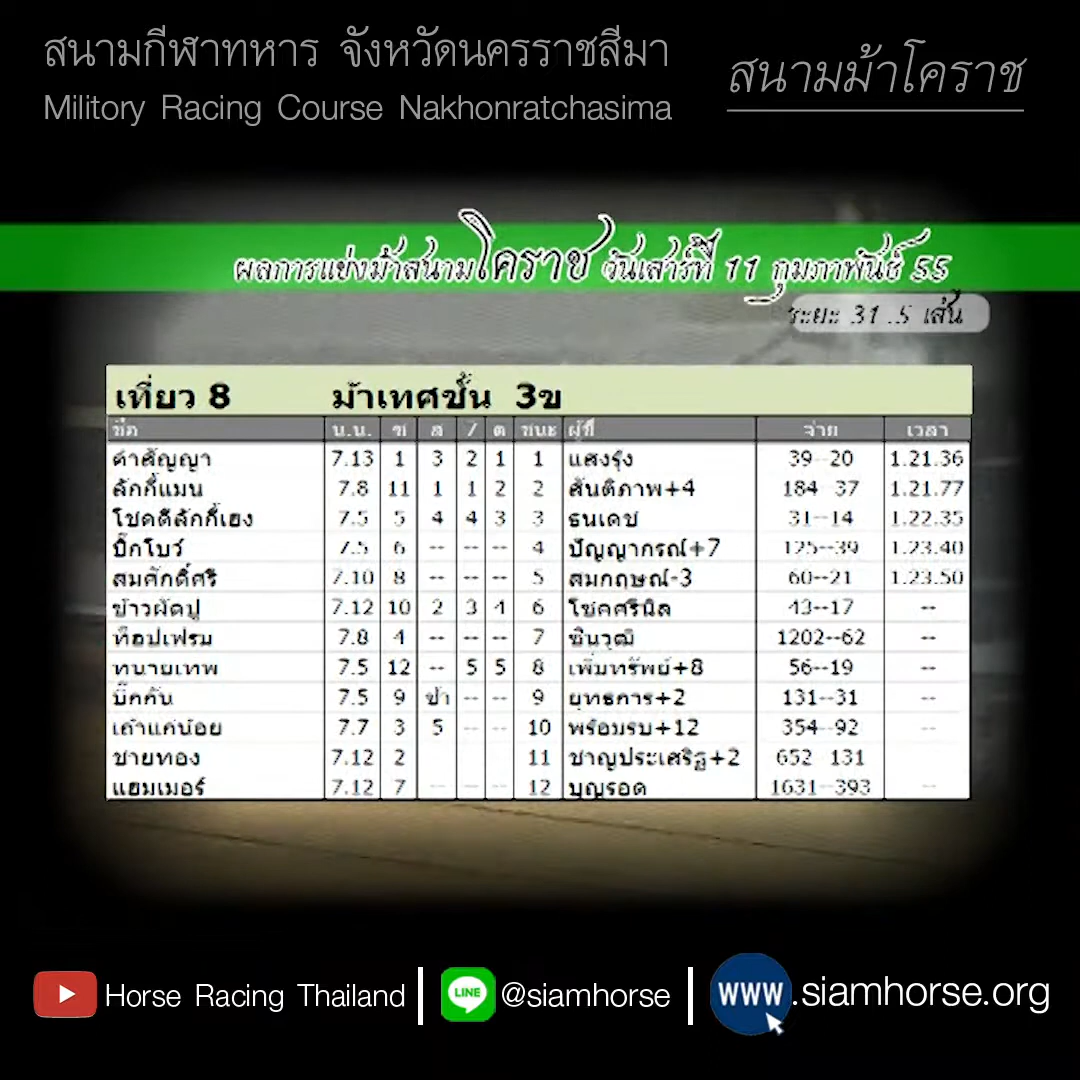 สนามกีฬาทหาร จังหวัดนครราชสีมา
Militory Racing Course Nakhonratchasima
สนามม้าโคราช
ผลการแข่งม้าสนามโคราช วันเสาร์ที่ 11 กุมภาพันธ์ 55
ระยะ 31.5 เส้น
เที่ยว 8 ม้าเทศชั้น 3ข
ชื่อ น.น. ซ ส 7 ต ชนะ ผู้ขี่ จ่าย เวลา
คำสัญญา 7.13 1 3 2 1 1 แสงรุ่ง 39--20 1.21.36
ลักกี้แมน 7.8 11 1 1 2 2 สันติภาพ+4 184--37 1.21.77
โชคดีลักกี้เฮง 7.5 5 4 4 3 3 ธนเดช 31--14 1.22.35
บิ๊กโบว์ 7.5 6 -- -- -- 4 ปัญญากรณ์+7 125--39 1.23.40
สมศักดิ์ศรี 7.10 8 -- -- -- 5 สมกฤษณ์-3 60--21 1.23.50
ข้าวผัดปู 7.12 10 2 3 4 6 โชคศรีนิล 43--17 --
ท็อปเฟรม 7.8 4 -- -- -- 7 ชินวุฒิ 1202--62 --
ทนายเทพ 7.5 12 -- 5 5 8 เพิ่มทรัพย์+8 56--19 --
บิ๊กกัน 7.5 9 ช้า -- -- 9 ยุทธการ+2 131--31 --
เถ้าแก่น้อย 7.7 3 5 -- -- 10 พร้อมรบ+12 354--92 --
ชายทอง 7.12 2 11 ชาญประเสริฐ+2 652--131
แฮมเมอร์ 7.12 7 -- -- -- 12 บุญรอด 1631--393 --
Horse Racing Thailand | LINE @siamhorse | www.siamhorse.org